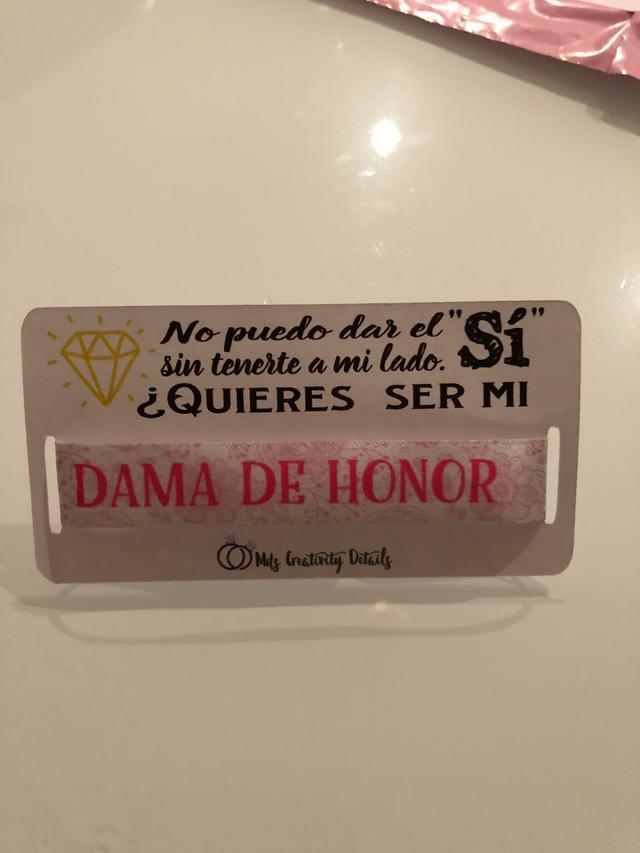 No puedo dar el "Sí"
sin tenerte a mi lado.
¿QUIERES SER MI
DAMA DE HONOR
Mds Creativity Details